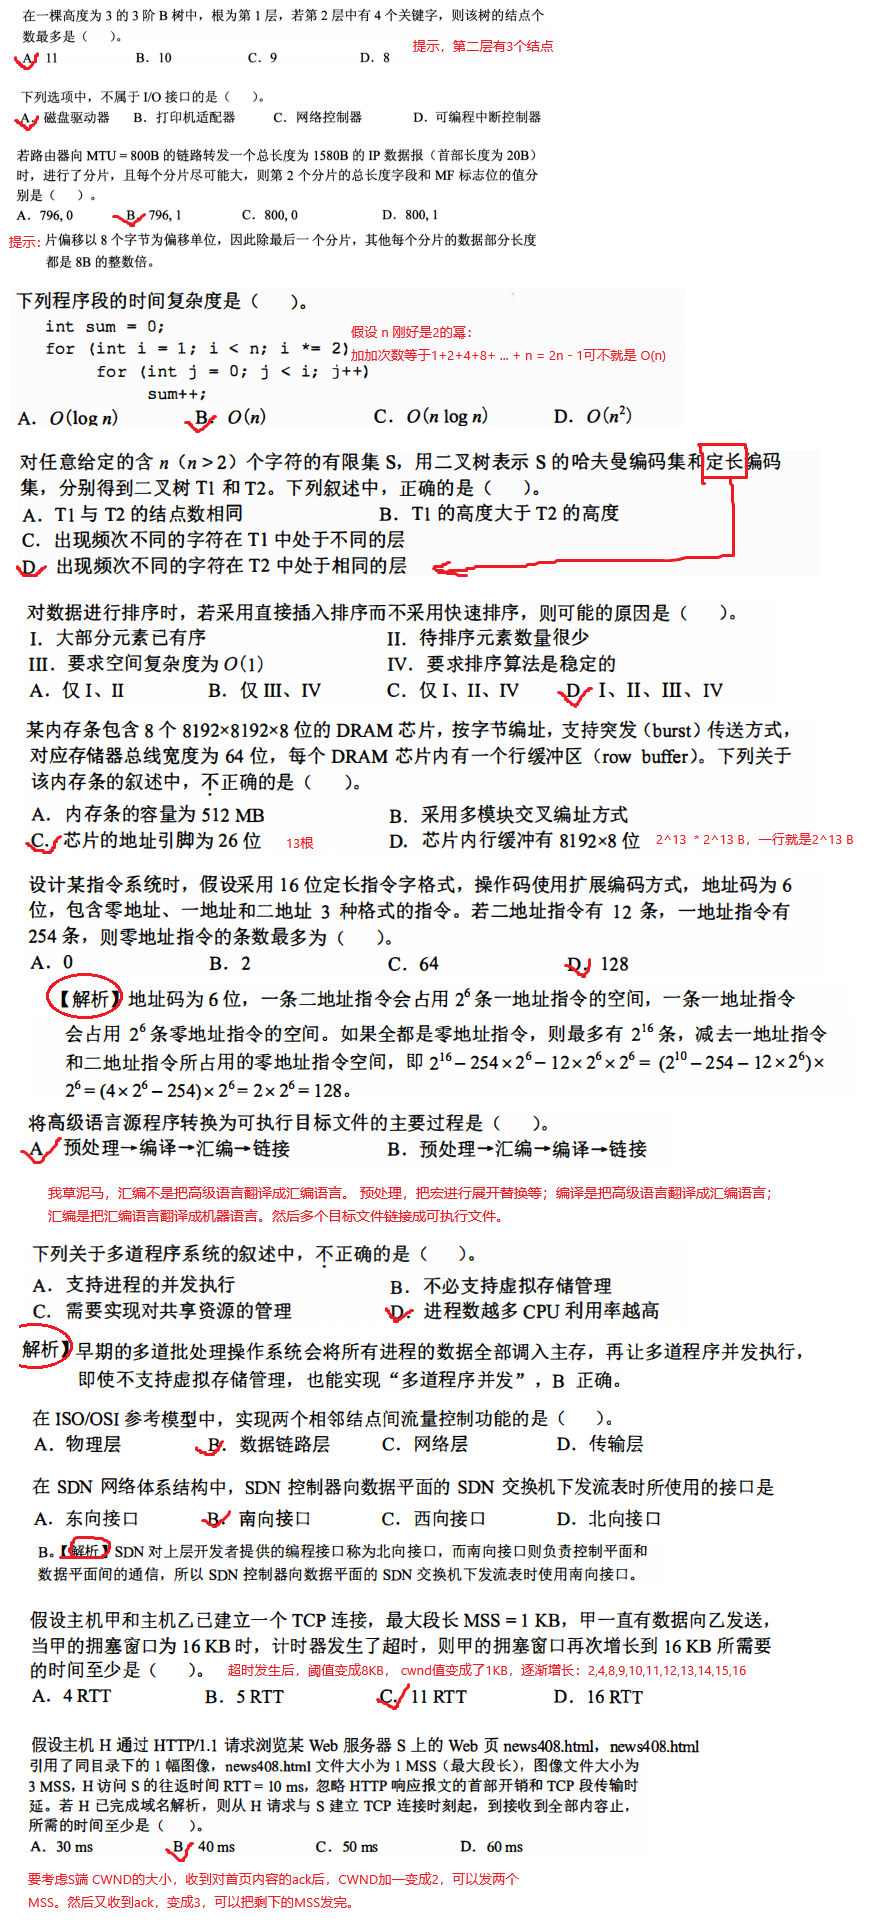 在一棵高度为 3 的 3 阶 B 树中，根为第 1 层，若第 2 层中有 4 个关键字，则该树的结点个
数最多是（　　）。
提示，第二层有3个结点
A. 11　B. 10　C. 9　D. 8
下列选项中，不属于 I/O 接口的是（　　）。
A. 磁盘驱动器　B. 打印机适配器　C. 网络控制器　D. 可编程中断控制器
若路由器向 MTU = 800B 的链路转发一个总长度为 1580B 的 IP 数据报（首部长度为 20B）
时，进行了分片，且每个分片尽可能大，则第 2 个分片的总长度字段和 MF 标志位的值分
别是（　　）。
A. 796, 0　B. 796, 1　C. 800, 0　D. 800, 1
提示: 片偏移以 8 个字节为偏移单位，因此除最后一个分片，其他每个分片的数据部分长度
都是 8B 的整数倍。
下列程序段的时间复杂度是（　　）。
int sum = 0;
假设 n 刚好是2的幂:
for (int i = 1; i < n; i *= 2)
加加次数等于1+2+4+8+ ... + n = 2n - 1可不就是 O(n)
for (int j = 0; j < i; j++)
sum++;
A. O(log n)　B. O(n)　C. O(n log n)　D. O(n²)
对任意给定的含 n（n > 2）个字符的有限集 S，用二叉树表示 S 的哈夫曼编码集和定长编码
集，分别得到二叉树 T1 和 T2。下列叙述中，正确的是（　　）。
A. T1 与 T2 的结点数相同　B. T1 的高度大于 T2 的高度
C. 出现频次不同的字符在 T1 中处于不同的层
D. 出现频次不同的字符在 T2 中处于相同的层
对数据进行排序时，若采用直接插入排序而不采用快速排序，则可能的原因是（　　）。
I. 大部分元素已有序　II. 待排序元素数量很少
III. 要求空间复杂度为 O(1)　IV. 要求排序算法是稳定的
A. 仅 I、II　B. 仅 III、IV　C. 仅 I、II、IV　D. I、II、III、IV
某内存条包含 8 个 8192×8192×8 位的 DRAM 芯片，按字节编址，支持突发（burst）传送方式，
对应存储器总线宽度为 64 位，每个 DRAM 芯片内有一个行缓冲区（row buffer）。下列关于
该内存条的叙述中，不正确的是（　　）。
A. 内存条的容量为 512 MB　B. 采用多模块交叉编址方式
C. 芯片的地址引脚为 26 位　13根　D. 芯片内行缓冲有 8192×8 位　2^13 * 2^13 B，一行就是2^13 B
设计某指令系统时，假设采用 16 位定长指令字格式，操作码使用扩展编码方式，地址码为 6
位，包含零地址、一地址和二地址 3 种格式的指令。若二地址指令有 12 条，一地址指令有
254 条，则零地址指令的条数最多为（　　）。
A. 0　B. 2　C. 64　D. 128
【解析】地址码为 6 位，一条二地址指令会占用 2⁶ 条一地址指令的空间，一条一地址指令
会占用 2⁶ 条零地址指令的空间。如果全都是零地址指令，则最多有 2¹⁶ 条，减去一地址指令
和二地址指令所占用的零地址指令空间，即 2¹⁶ − 254 × 2⁶ − 12 × 2⁶ × 2⁶ = (2¹⁰ − 254 − 12 × 2⁶) ×
2⁶ = (4 × 2⁶ − 254) × 2⁶ = 2 × 2⁶ = 128。
将高级语言源程序转换为可执行目标文件的主要过程是（　　）。
A. 预处理→编译→汇编→链接　B. 预处理→汇编→编译→链接
我草泥马，汇编不是把高级语言翻译成汇编语言。 预处理，把宏进行展开替换等；编译是把高级语言翻译成汇编语言；
汇编是把汇编语言翻译成机器语言。然后多个目标文件链接成可执行文件。
下列关于多道程序系统的叙述中，不正确的是（　　）。
A. 支持进程的并发执行　B. 不必支持虚拟存储管理
C. 需要实现对共享资源的管理　D. 进程数越多 CPU 利用率越高
解析】早期的多道批处理操作系统会将所有进程的数据全部调入主存，再让多道程序并发执行，
即使不支持虚拟存储管理，也能实现“多道程序并发”，B 正确。
在 ISO/OSI 参考模型中，实现两个相邻结点间流量控制功能的是（　　）。
A. 物理层　B. 数据链路层　C. 网络层　D. 传输层
在 SDN 网络体系结构中，SDN 控制器向数据平面的 SDN 交换机下发流表时所使用的接口是
A. 东向接口　B. 南向接口　C. 西向接口　D. 北向接口
B。【解析】SDN 对上层开发者提供的编程接口称为北向接口，而南向接口则负责控制平面和
数据平面间的通信，所以 SDN 控制器向数据平面的 SDN 交换机下发流表时使用南向接口。
假设主机甲和主机乙已建立一个 TCP 连接，最大段长 MSS = 1 KB，甲一直有数据向乙发送，
当甲的拥塞窗口为 16 KB 时，计时器发生了超时，则甲的拥塞窗口再次增长到 16 KB 所需要
的时间至少是（　　）。　超时发生后，阈值变成8KB， cwnd值变成了1KB，逐渐增长：2,4,8,9,10,11,12,13,14,15,16
A. 4 RTT　B. 5 RTT　C. 11 RTT　D. 16 RTT
假设主机 H 通过 HTTP/1.1 请求浏览某 Web 服务器 S 上的 Web 页 news408.html，news408.html
引用了同目录下的 1 幅图像，news408.html 文件大小为 1 MSS（最大段长），图像文件大小为
3 MSS，H 访问 S 的往返时间 RTT = 10 ms，忽略 HTTP 响应报文的首部开销和 TCP 段传输时
延。若 H 已完成域名解析，则从 H 请求与 S 建立 TCP 连接时刻起，到接收到全部内容止，
所需的时间至少是（　　）。
A. 30 ms　B. 40 ms　C. 50 ms　D. 60 ms
要考虑S端 CWND的大小，收到对首页内容的ack后，CWND加一变成2，可以发两个
MSS。然后又收到ack，变成3，可以把剩下的MSS发完。